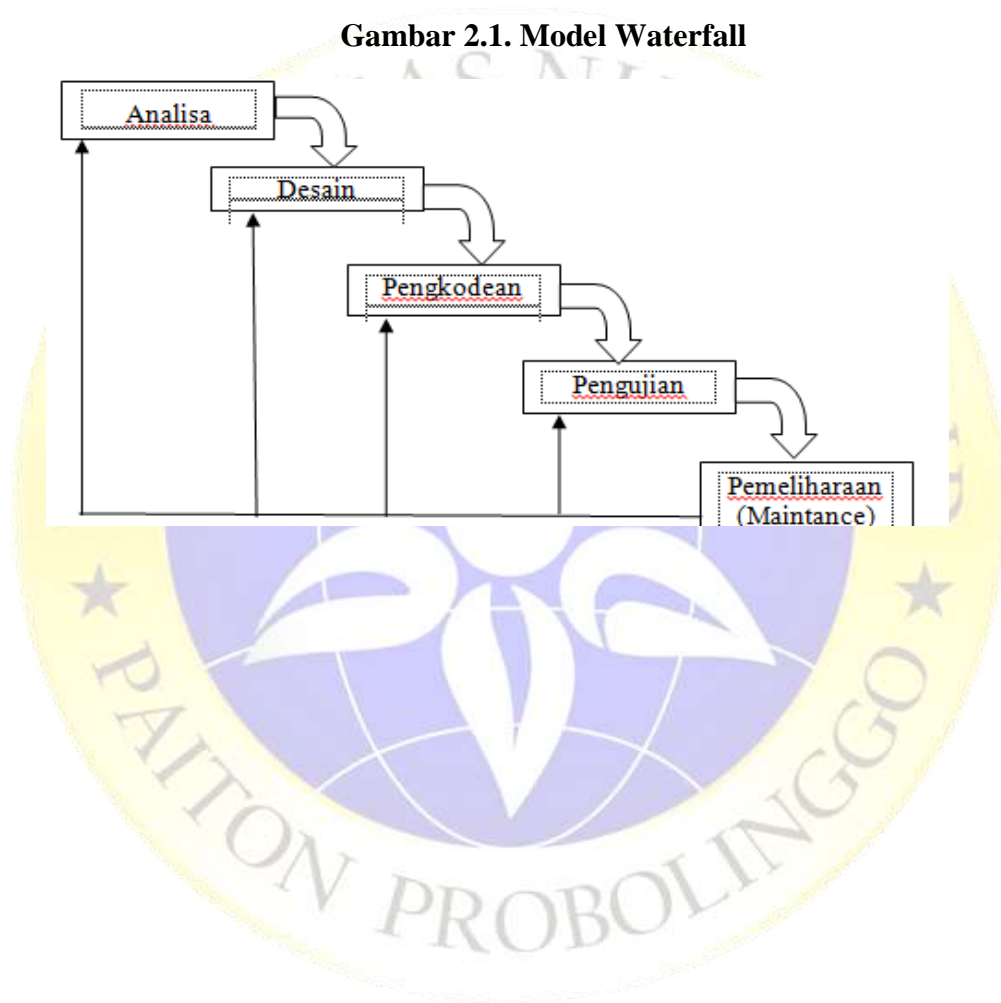 Gambar 2.1. Model Waterfall
Analisa
Desain
Pengkodean
Pengujian
Pemeliharaan
(Maintance)
PAITON PROBOLINGGO